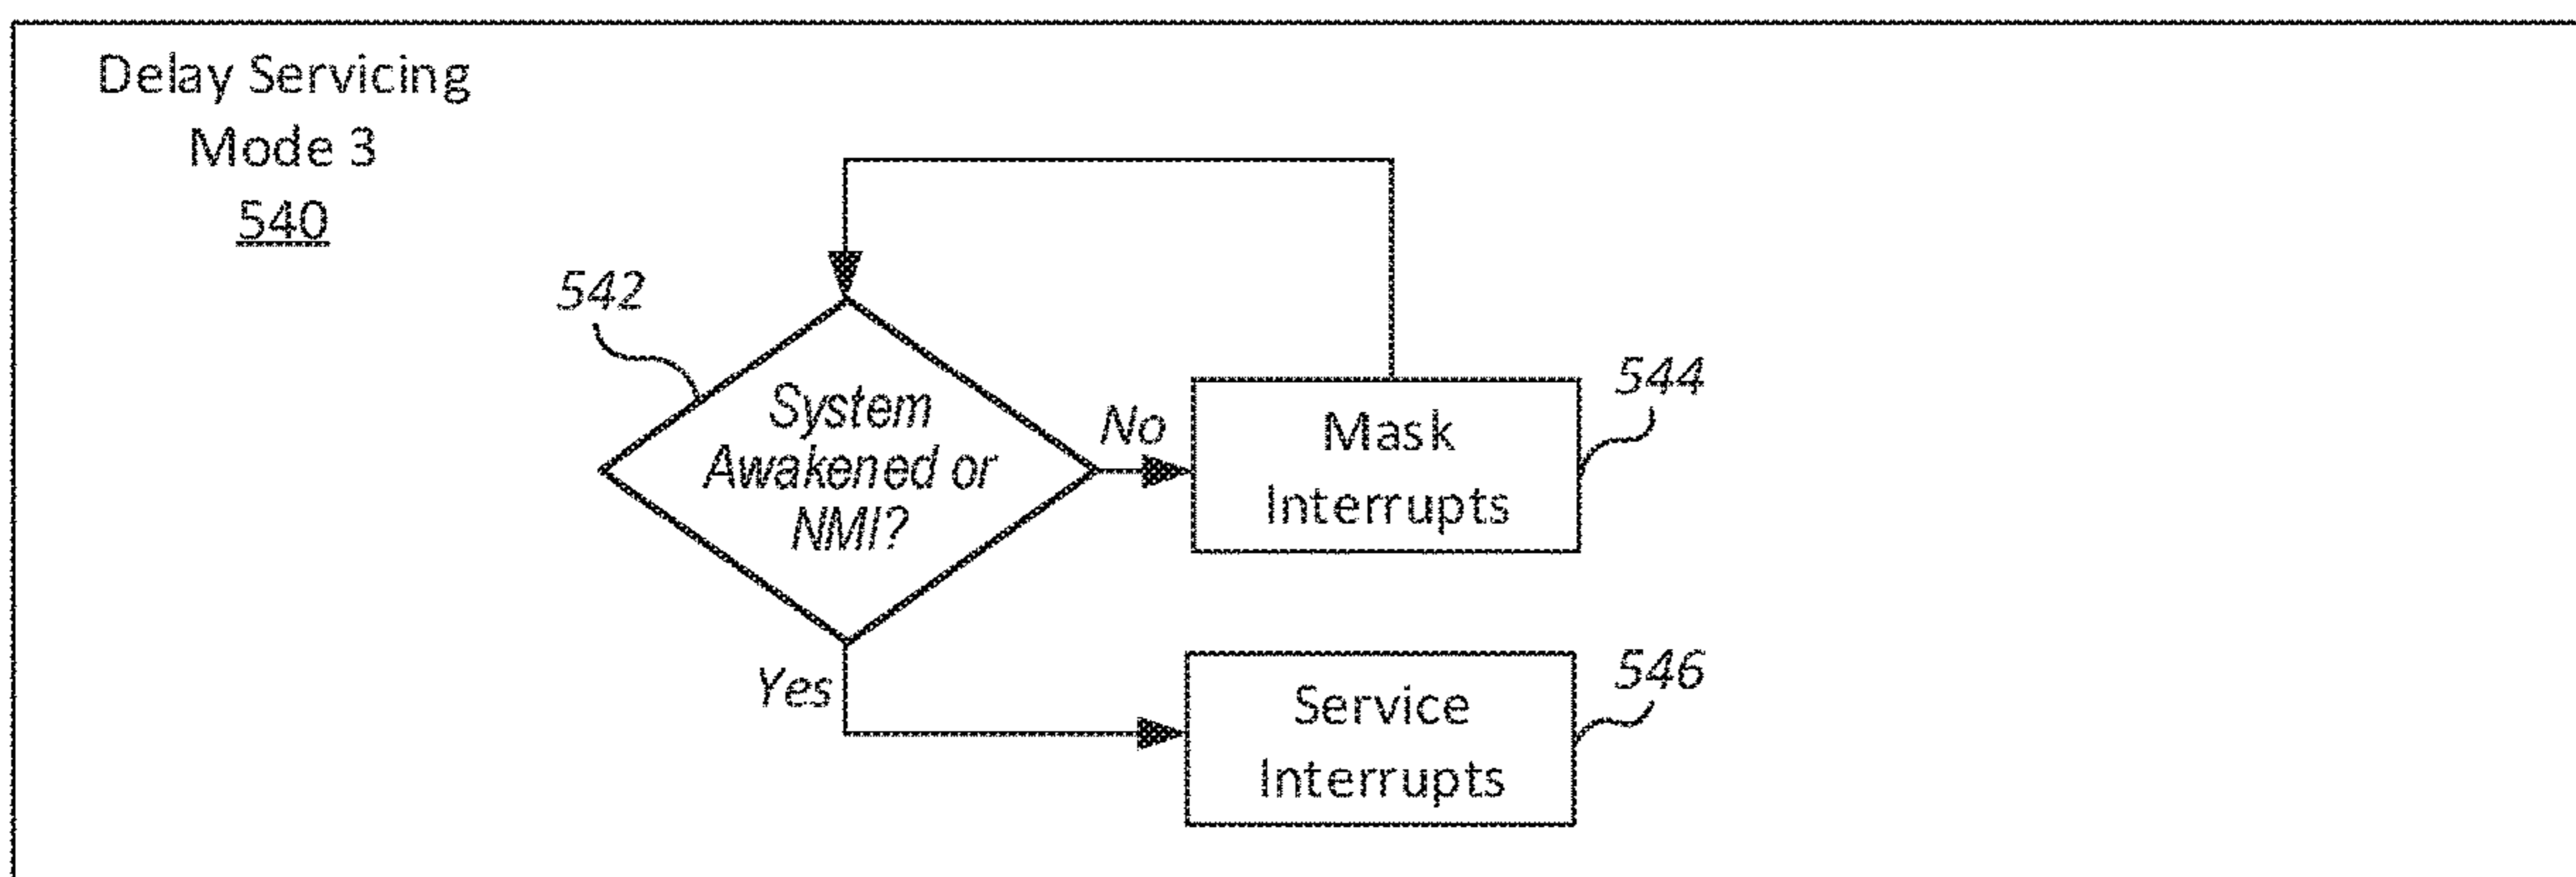 Delay Servicing
Mode 3
540
542
System
Awakened or
NMI?
No
Mask
Interrupts
544
Yes
Service
Interrupts
546